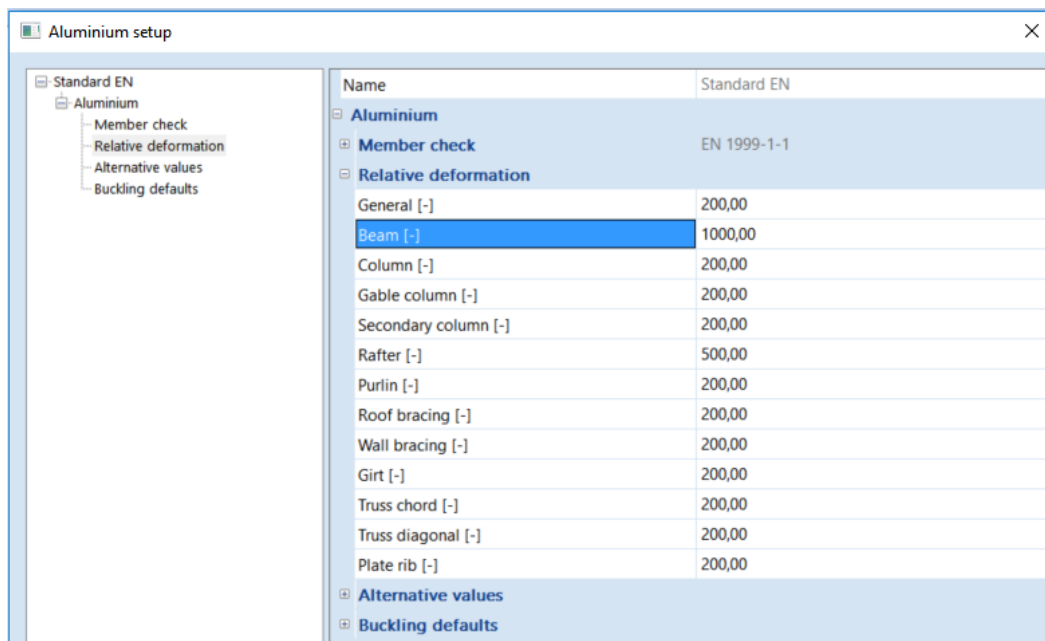 Aluminium setup
Standard EN
Aluminium
Member check
Relative deformation
Alternative values
Buckling defaults
Name Standard EN
Aluminium
Member check EN 1999-1-1
Relative deformation
General [-] 200,00
Beam [-] 1000,00
Column [-] 200,00
Gable column [-] 200,00
Secondary column [-] 200,00
Rafter [-] 500,00
Purlin [-] 200,00
Roof bracing [-] 200,00
Wall bracing [-] 200,00
Girt [-] 200,00
Truss chord [-] 200,00
Truss diagonal [-] 200,00
Plate rib [-] 200,00
Alternative values
Buckling defaults